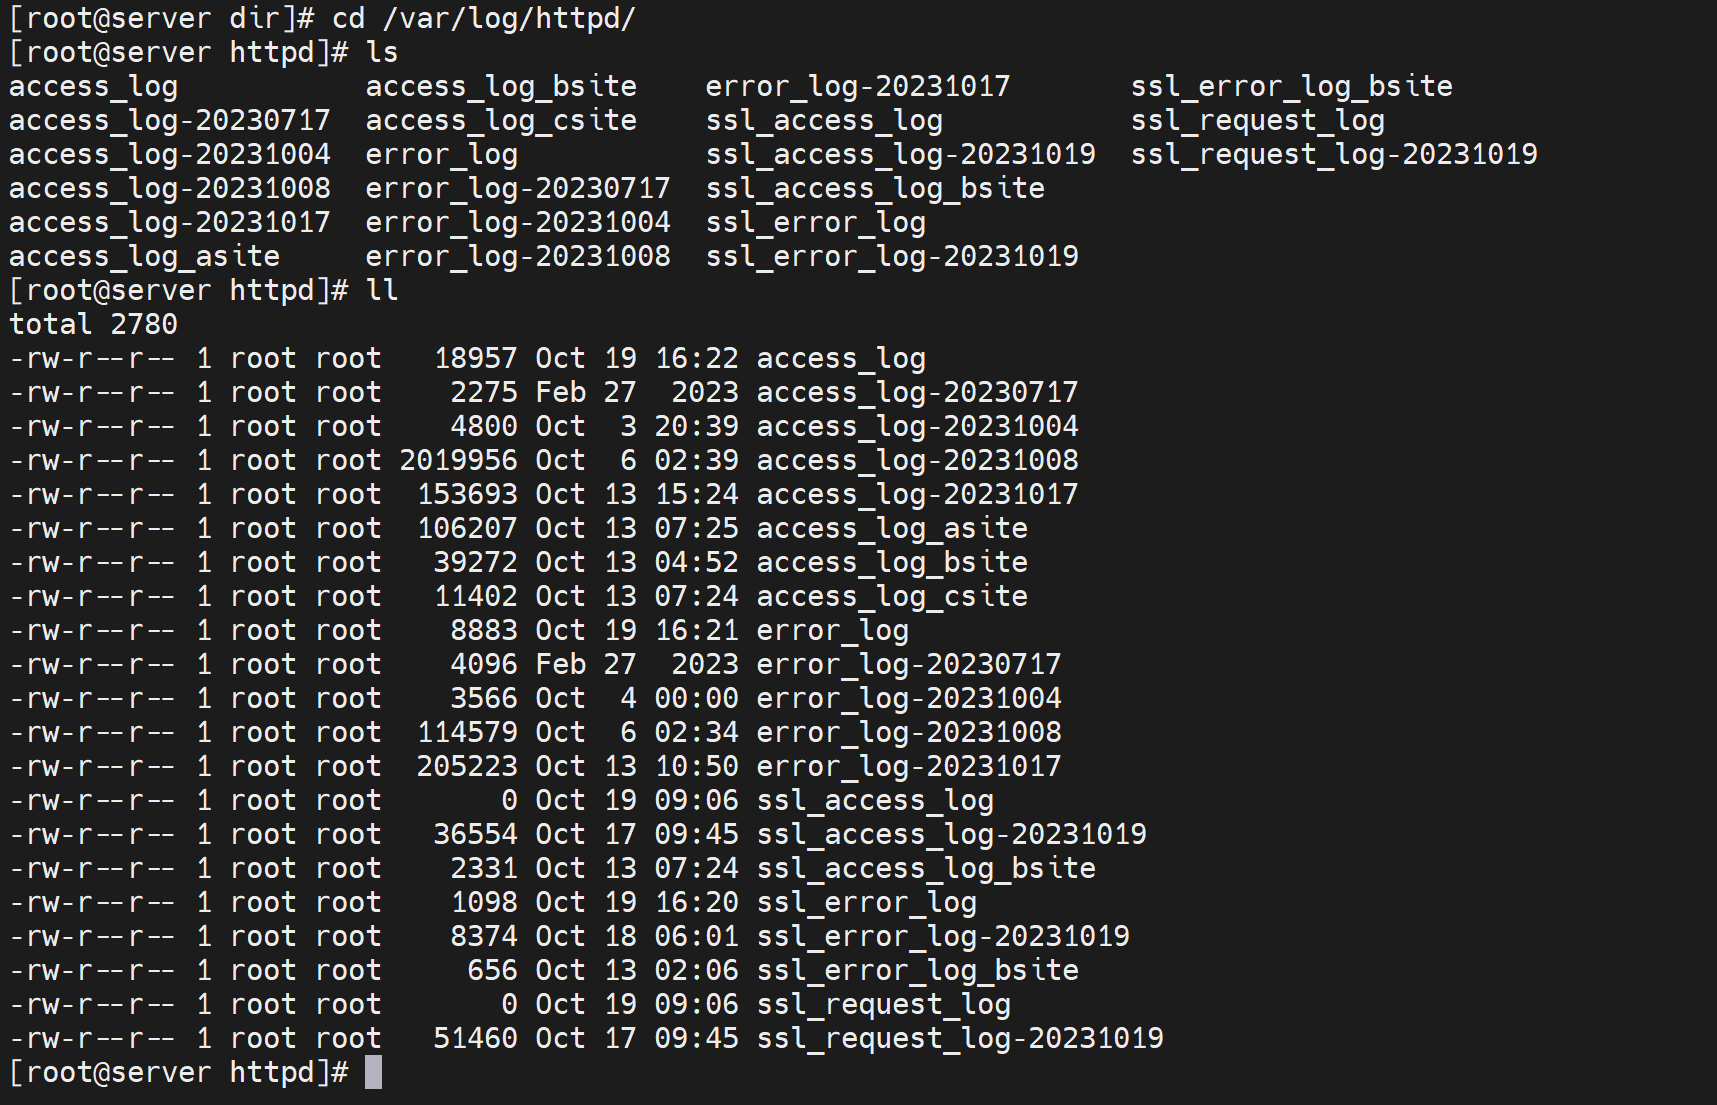 [root@server dir]# cd /var/log/httpd/
[root@server httpd]# ls
access_log           access_log_bsite    error_log-20231017       ssl_error_log_bsite
access_log-20230717  access_log_csite    ssl_access_log           ssl_request_log
access_log-20231004  error_log           ssl_access_log-20231019  ssl_request_log-20231019
access_log-20231008  error_log-20230717  ssl_access_log_bsite
access_log-20231017  error_log-20231004  ssl_error_log
access_log_asite     error_log-20231008  ssl_error_log-20231019
[root@server httpd]# ll
total 2780
-rw-r--r-- 1 root root   18957 Oct 19 16:22 access_log
-rw-r--r-- 1 root root    2275 Feb 27  2023 access_log-20230717
-rw-r--r-- 1 root root    4800 Oct  3 20:39 access_log-20231004
-rw-r--r-- 1 root root 2019956 Oct  6 02:39 access_log-20231008
-rw-r--r-- 1 root root  153693 Oct 13 15:24 access_log-20231017
-rw-r--r-- 1 root root  106207 Oct 13 07:25 access_log_asite
-rw-r--r-- 1 root root   39272 Oct 13 04:52 access_log_bsite
-rw-r--r-- 1 root root   11402 Oct 13 07:24 access_log_csite
-rw-r--r-- 1 root root    8883 Oct 19 16:21 error_log
-rw-r--r-- 1 root root    4096 Feb 27  2023 error_log-20230717
-rw-r--r-- 1 root root    3566 Oct  4 00:00 error_log-20231004
-rw-r--r-- 1 root root  114579 Oct  6 02:34 error_log-20231008
-rw-r--r-- 1 root root  205223 Oct 13 10:50 error_log-20231017
-rw-r--r-- 1 root root       0 Oct 19 09:06 ssl_access_log
-rw-r--r-- 1 root root   36554 Oct 17 09:45 ssl_access_log-20231019
-rw-r--r-- 1 root root    2331 Oct 13 07:24 ssl_access_log_bsite
-rw-r--r-- 1 root root    1098 Oct 19 16:20 ssl_error_log
-rw-r--r-- 1 root root    8374 Oct 18 06:01 ssl_error_log-20231019
-rw-r--r-- 1 root root     656 Oct 13 02:06 ssl_error_log_bsite
-rw-r--r-- 1 root root       0 Oct 19 09:06 ssl_request_log
-rw-r--r-- 1 root root   51460 Oct 17 09:45 ssl_request_log-20231019
[root@server httpd]#